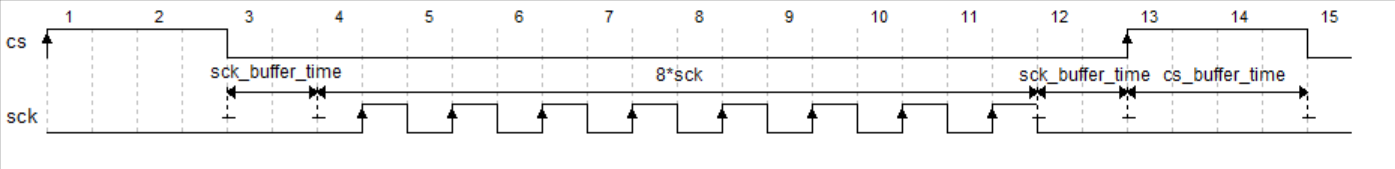 1 2 3 4 5 6 7 8 9 10 11 12 13 14 15
cs
sck_buffer_time 8*sck sck_buffer_time cs_buffer_time
sck